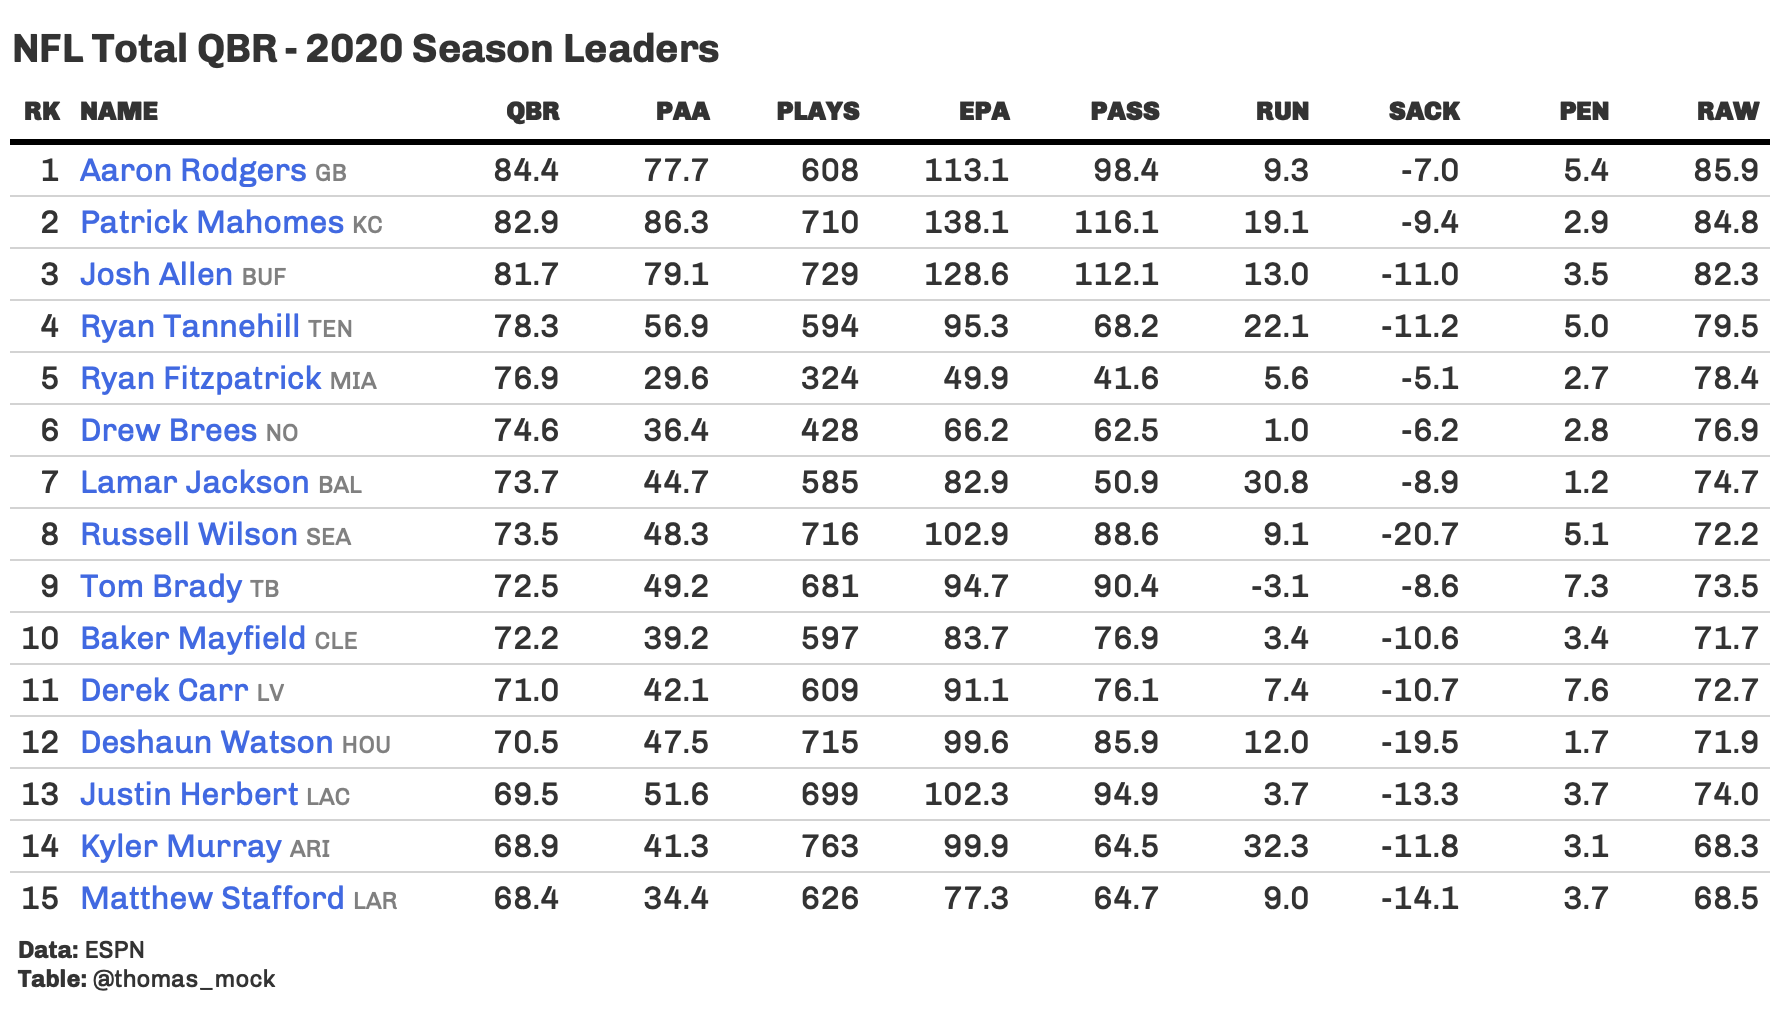 NFL Total QBR - 2020 Season Leaders
RK NAME QBR PAA PLAYS EPA PASS RUN SACK PEN RAW
1 Aaron Rodgers GB 84.4 77.7 608 113.1 98.4 9.3 -7.0 5.4 85.9
2 Patrick Mahomes KC 82.9 86.3 710 138.1 116.1 19.1 -9.4 2.9 84.8
3 Josh Allen BUF 81.7 79.1 729 128.6 112.1 13.0 -11.0 3.5 82.3
4 Ryan Tannehill TEN 78.3 56.9 594 95.3 68.2 22.1 -11.2 5.0 79.5
5 Ryan Fitzpatrick MIA 76.9 29.6 324 49.9 41.6 5.6 -5.1 2.7 78.4
6 Drew Brees NO 74.6 36.4 428 66.2 62.5 1.0 -6.2 2.8 76.9
7 Lamar Jackson BAL 73.7 44.7 585 82.9 50.9 30.8 -8.9 1.2 74.7
8 Russell Wilson SEA 73.5 48.3 716 102.9 88.6 9.1 -20.7 5.1 72.2
9 Tom Brady TB 72.5 49.2 681 94.7 90.4 -3.1 -8.6 7.3 73.5
10 Baker Mayfield CLE 72.2 39.2 597 83.7 76.9 3.4 -10.6 3.4 71.7
11 Derek Carr LV 71.0 42.1 609 91.1 76.1 7.4 -10.7 7.6 72.7
12 Deshaun Watson HOU 70.5 47.5 715 99.6 85.9 12.0 -19.5 1.7 71.9
13 Justin Herbert LAC 69.5 51.6 699 102.3 94.9 3.7 -13.3 3.7 74.0
14 Kyler Murray ARI 68.9 41.3 763 99.9 64.5 32.3 -11.8 3.1 68.3
15 Matthew Stafford LAR 68.4 34.4 626 77.3 64.7 9.0 -14.1 3.7 68.5
Data: ESPN
Table: @thomas_mock